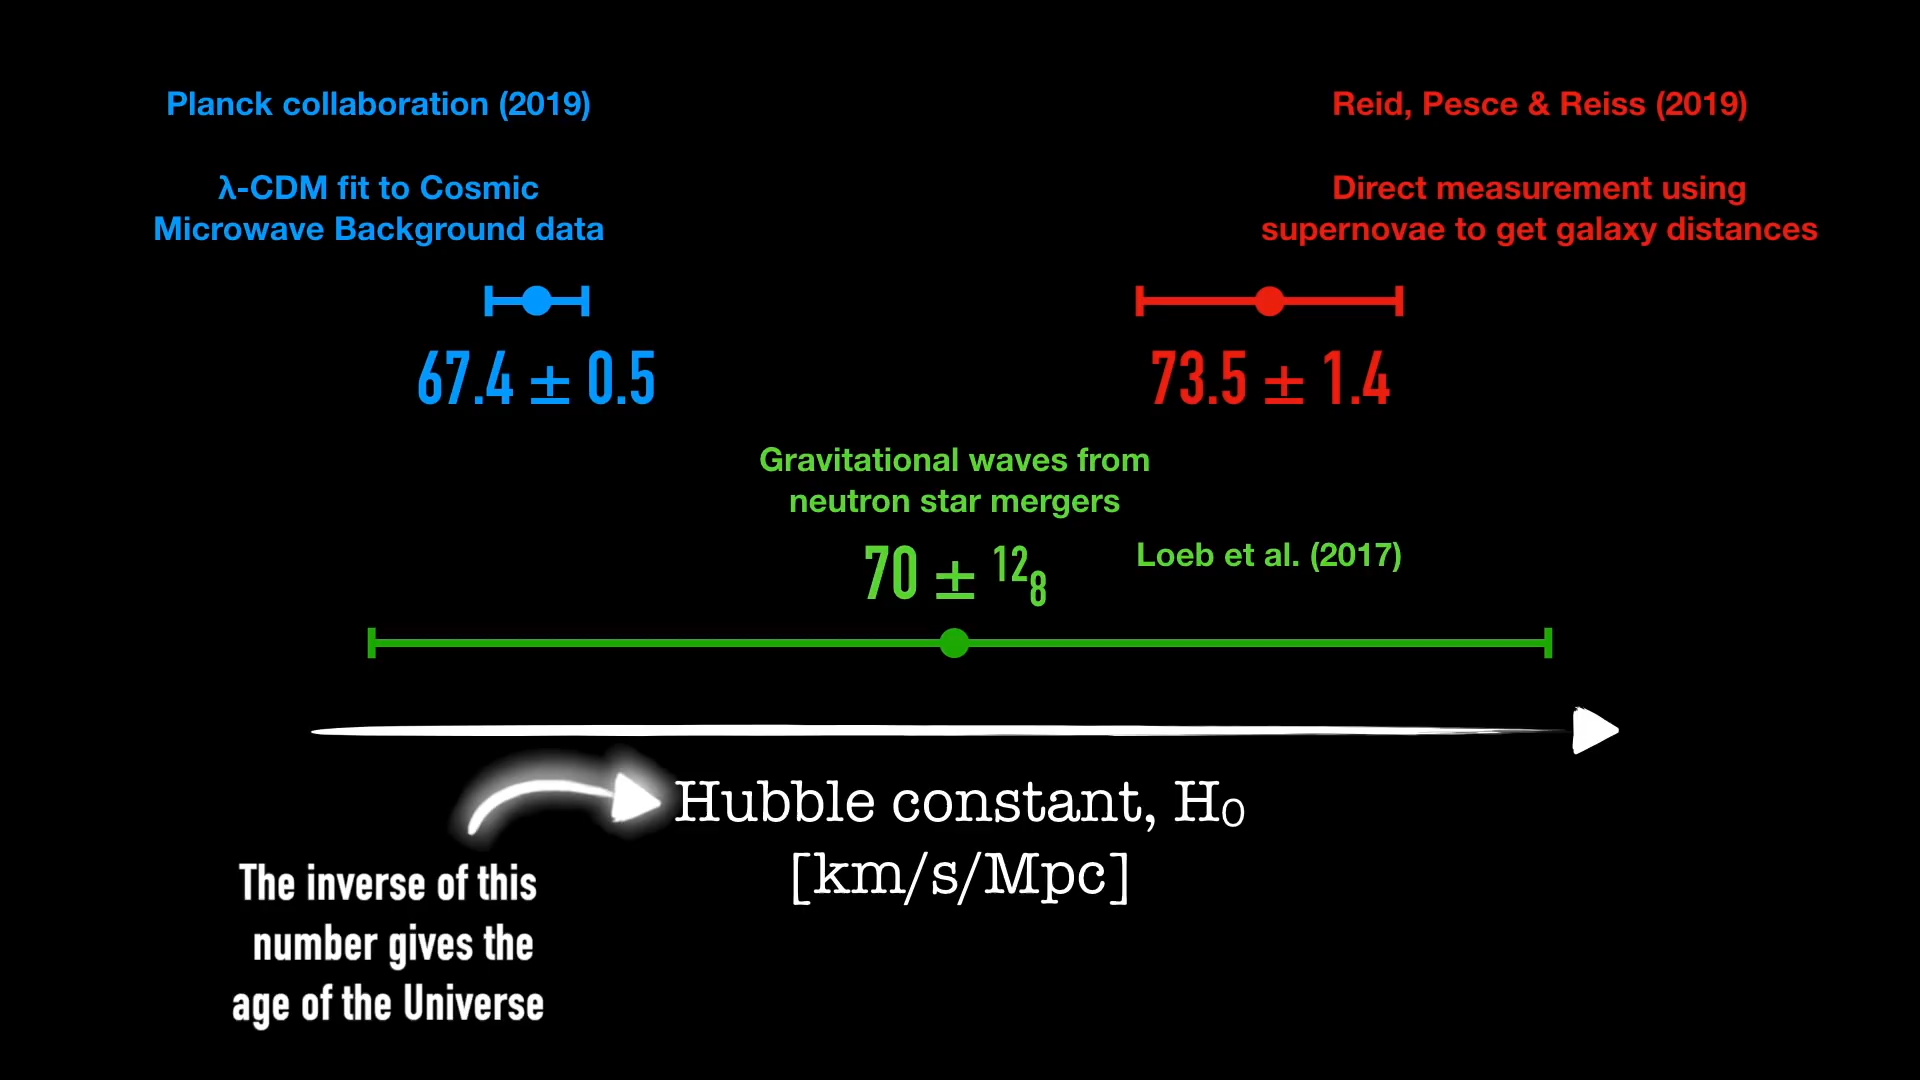 Planck collaboration (2019)
λ-CDM fit to Cosmic
Microwave Background data
67.4 ± 0.5
Reid, Pesce & Reiss (2019)
Direct measurement using
supernovae to get galaxy distances
73.5 ± 1.4
Gravitational waves from
neutron star mergers
70 ± ¹²₈
Loeb et al. (2017)
Hubble constant, H₀
[km/s/Mpc]
The inverse of this
number gives the
age of the Universe